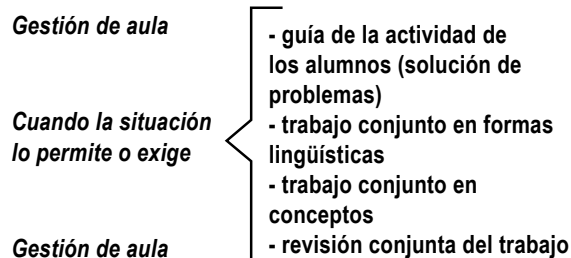 Gestión de aula
Cuando la situación
lo permite o exige
Gestión de aula
- guía de la actividad de
los alumnos (solución de
problemas)
- trabajo conjunto en formas
lingüísticas
- trabajo conjunto en
conceptos
- revisión conjunta del trabajo